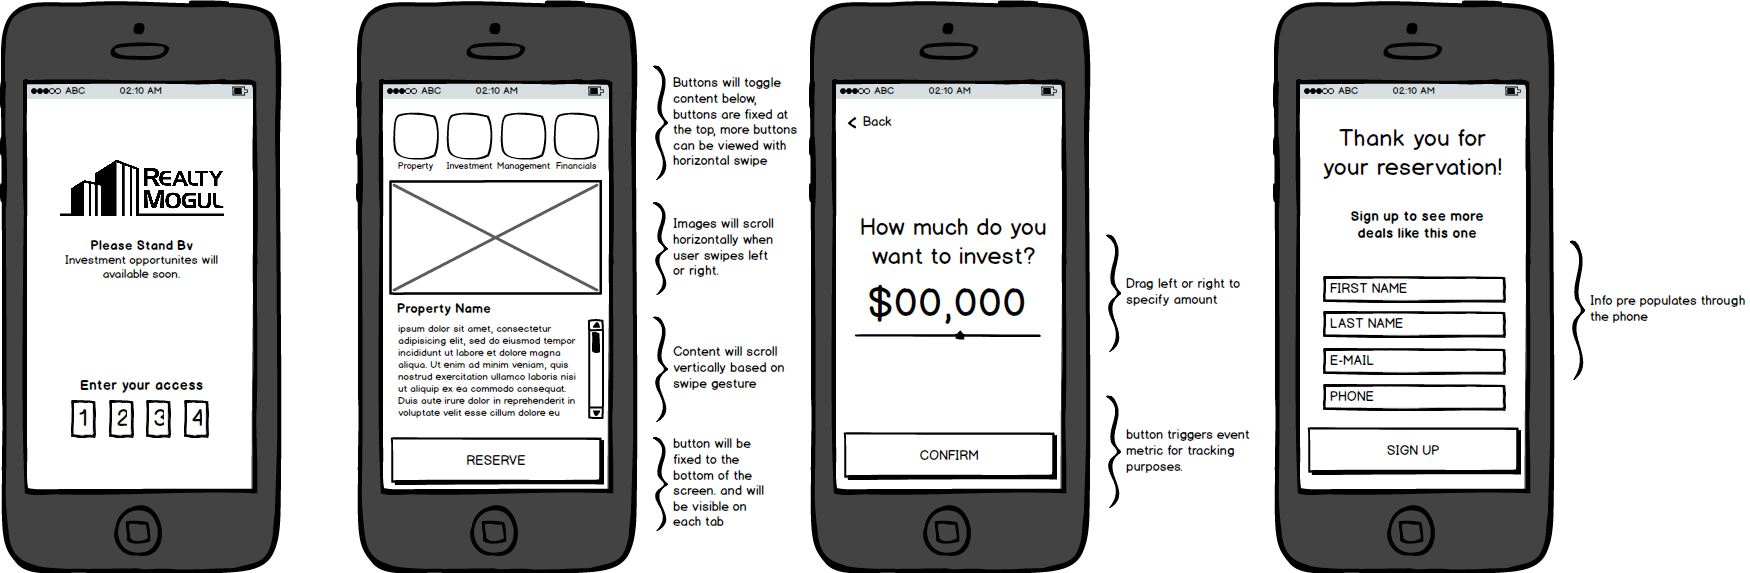 ABC 02:10 AM
REALTY
MOGUL
Please Stand By
Investment opportunites will
available soon.
Enter your access
1 2 3 4
ABC 02:10 AM
Property Investment Management Financials
Property Name
ipsum dolor sit amet, consectetur
adipisicing elit, sed do eiusmod tempor
incididunt ut labore et dolore magna
aliqua. Ut enim ad minim veniam, quis
nostrud exercitation ullamco laboris nisi
ut aliquip ex ea commodo consequat.
Duis aute irure dolor in reprehenderit in
voluptate velit esse cillum dolore eu
RESERVE
Buttons will toggle
content below,
buttons are fixed at
the top, more buttons
can be viewed with
horizontal swipe
Images will scroll
horizontally when
user swipes left
or right.
Content will scroll
vertically based on
swipe gesture
button will be
fixed to the
bottom of the
screen. and will
be visible on
each tab
ABC 02:10 AM
< Back
How much do you
want to invest?
$00,000
CONFIRM
Drag left or right to
specify amount
button triggers event
metric for tracking
purposes.
ABC 02:10 AM
Thank you for
your reservation!
Sign up to see more
deals like this one
FIRST NAME
LAST NAME
E-MAIL
PHONE
SIGN UP
Info pre populates through
the phone